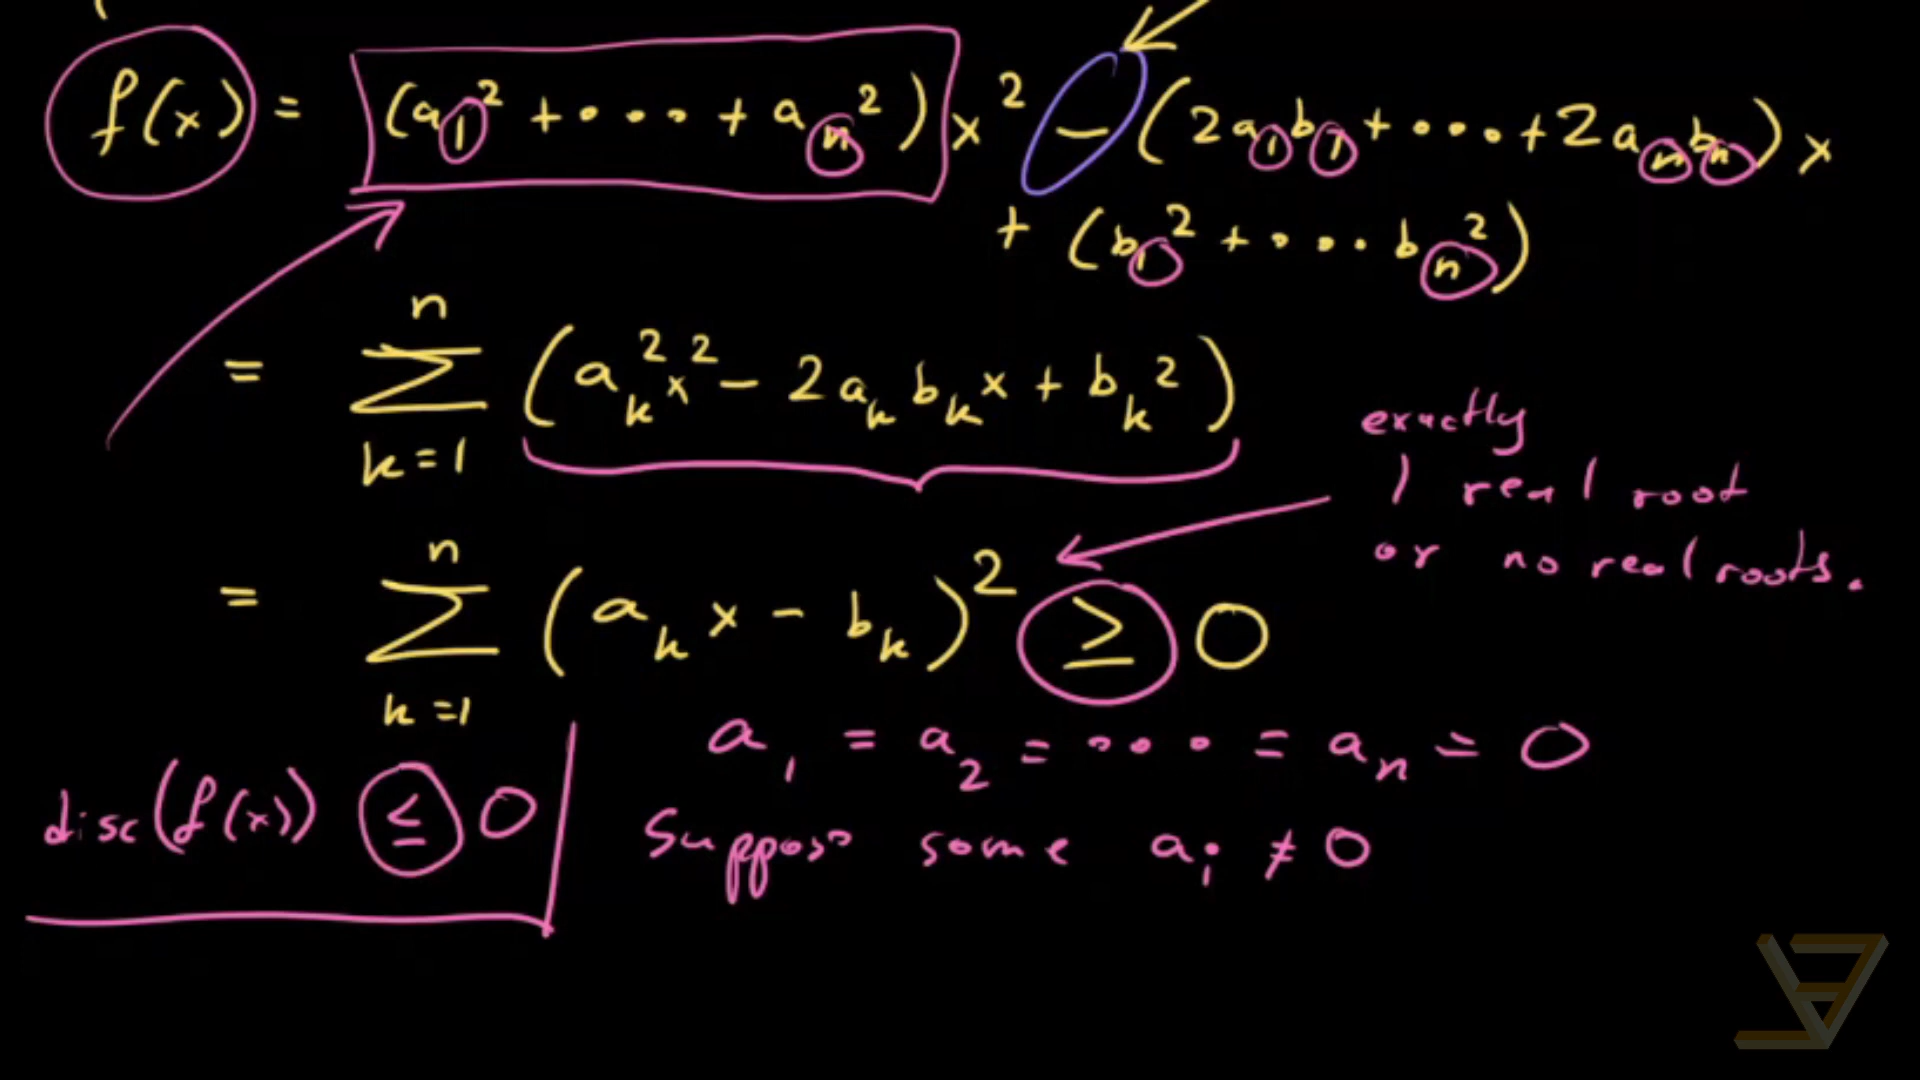 f(x) = (a₁² + ··· + aₙ²)x² − (2a₁b₁ + ··· + 2aₙbₙ)x
+ (b₁² + ··· bₙ²)
= ∑ₖ₌₁ⁿ (aₖ²x² − 2aₖbₖx + bₖ²)
exactly
1 real root
or no real roots.
= ∑ₖ₌₁ⁿ (aₖx − bₖ)² ≥ 0
a₁ = a₂ = ··· = aₙ = 0
disc(f(x)) ≤ 0
Suppose some aᵢ ≠ 0